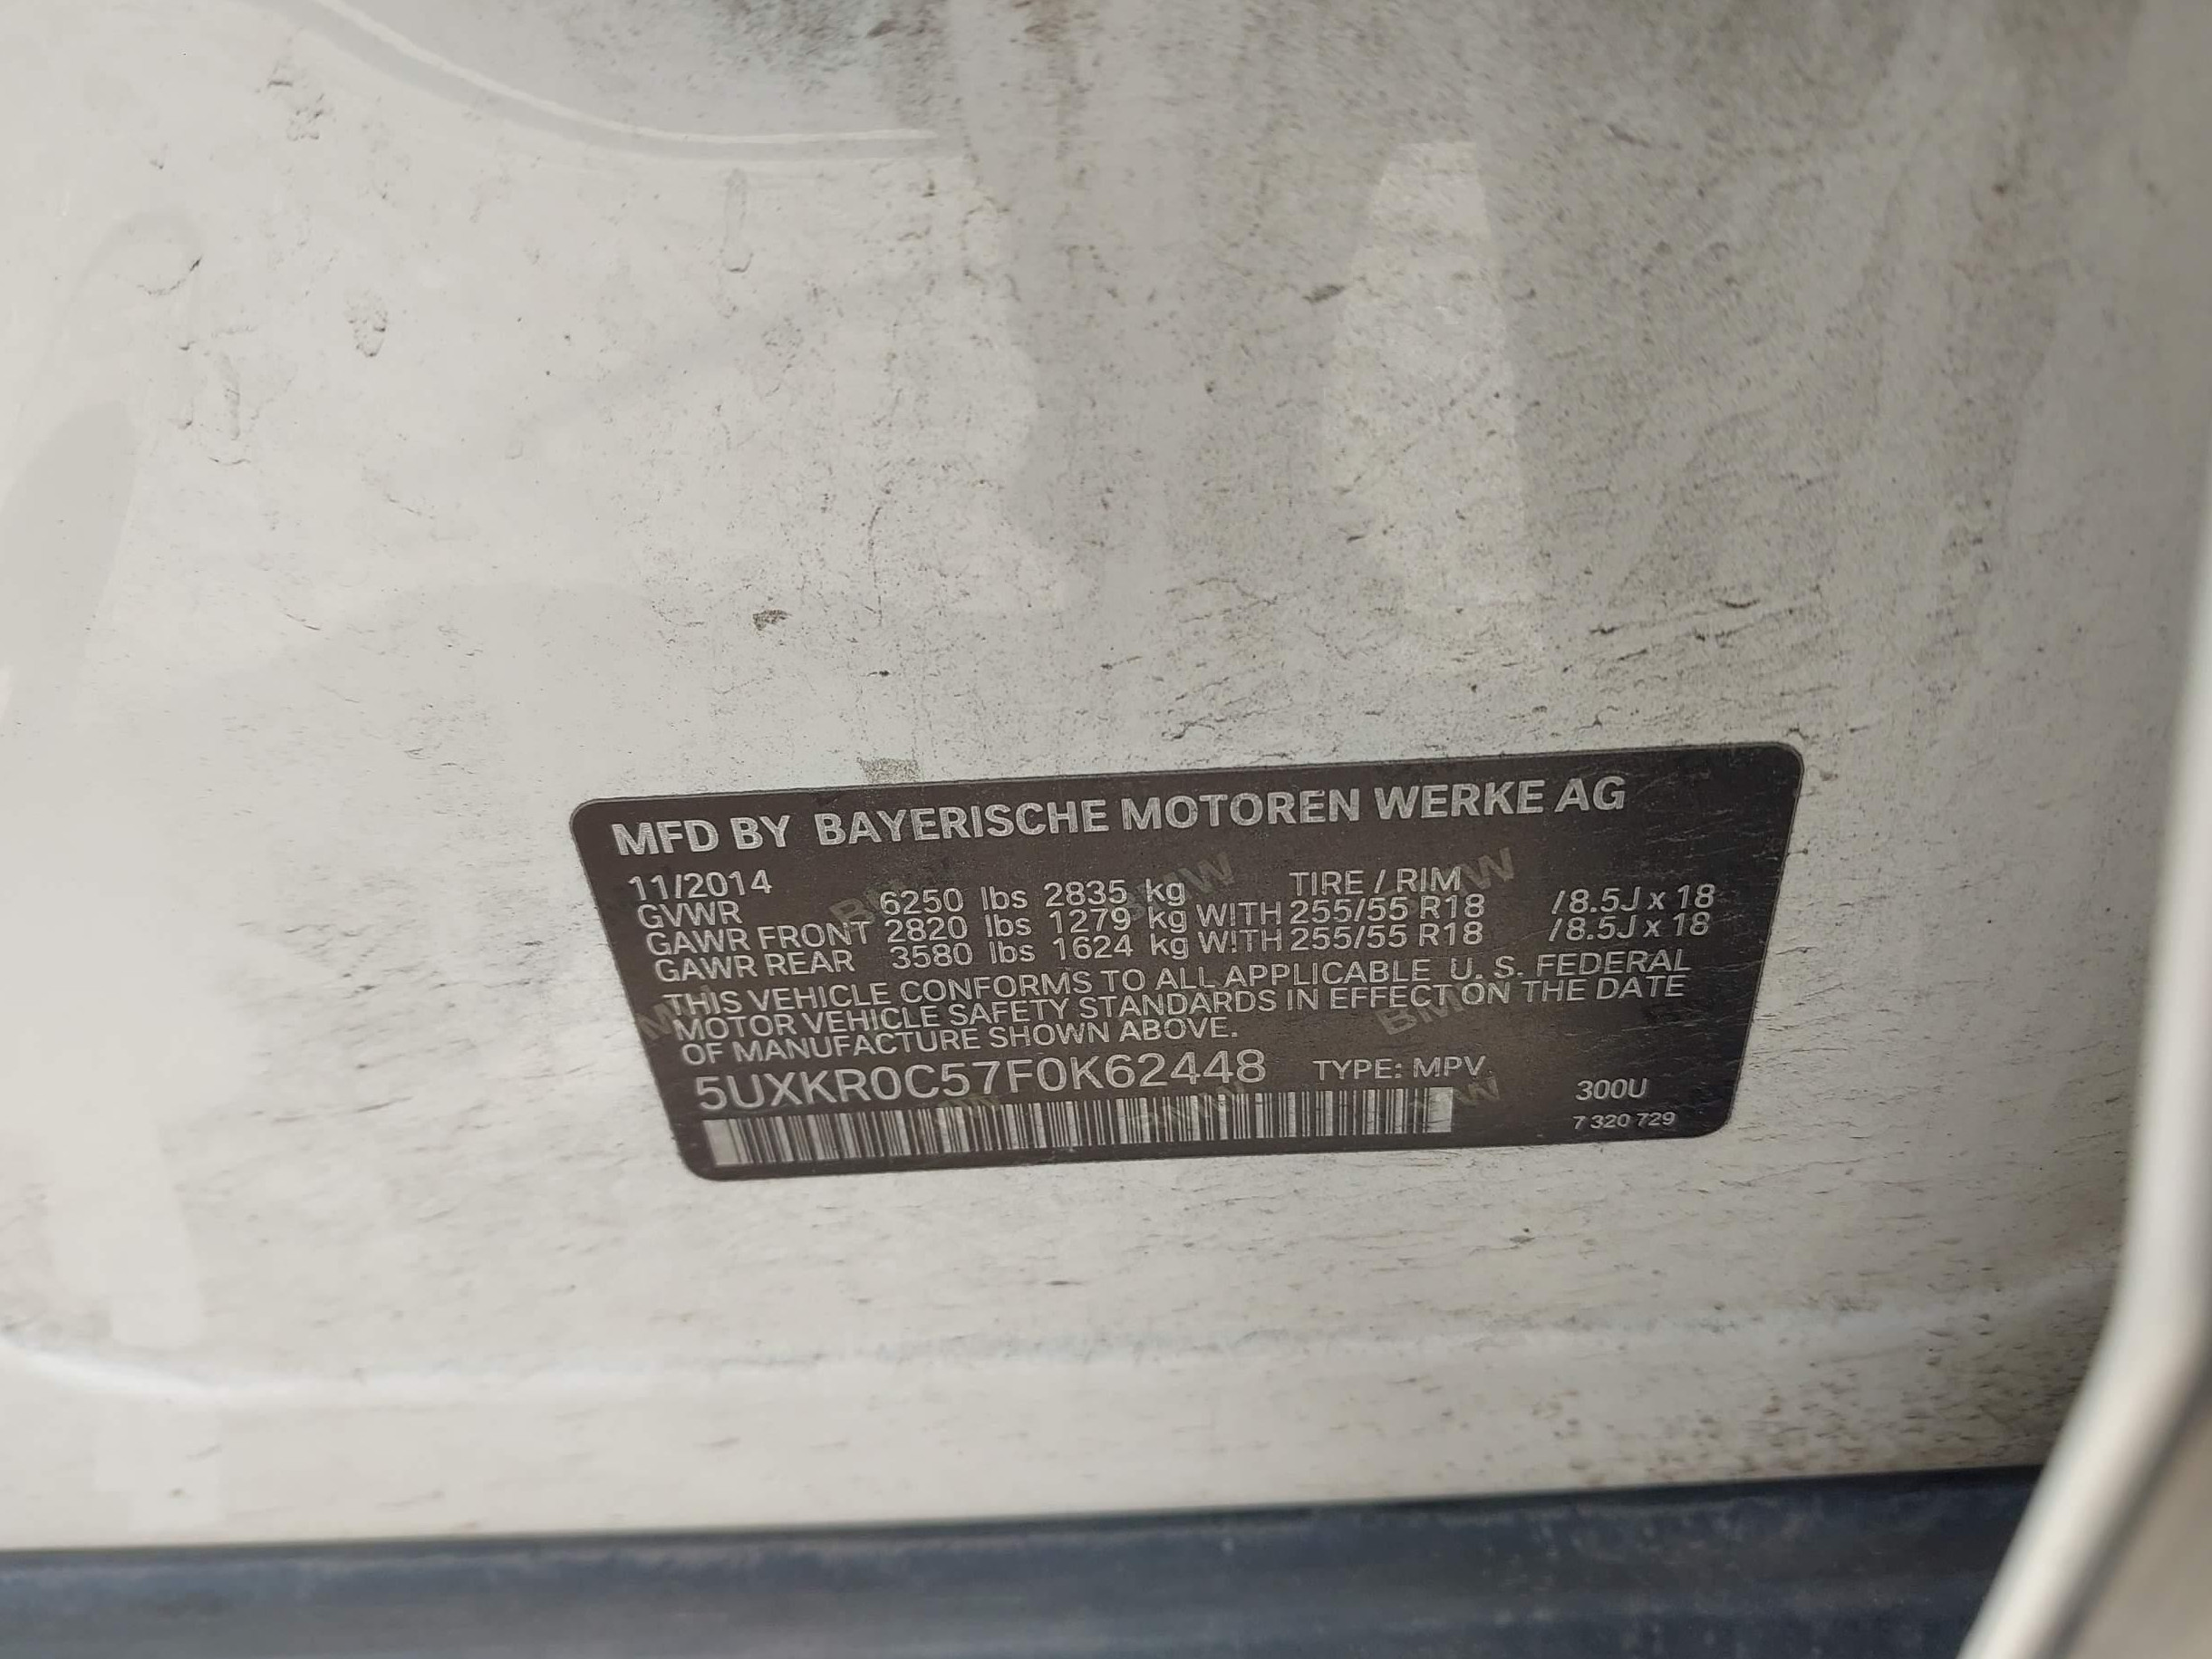 MFD BY BAYERISCHE MOTOREN WERKE AG
11/2014 TIRE / RIM
GVWR 6250 lbs 2835 kg
GAWR FRONT 2820 lbs 1279 kg WITH 255/55 R18 /8.5J x 18
GAWR REAR 3580 lbs 1624 kg WITH 255/55 R18 /8.5J x 18
THIS VEHICLE CONFORMS TO ALL APPLICABLE U. S. FEDERAL
MOTOR VEHICLE SAFETY STANDARDS IN EFFECT ON THE DATE
OF MANUFACTURE SHOWN ABOVE.
5UXKR0C57F0K62448 TYPE: MPV
300U
7 320 729